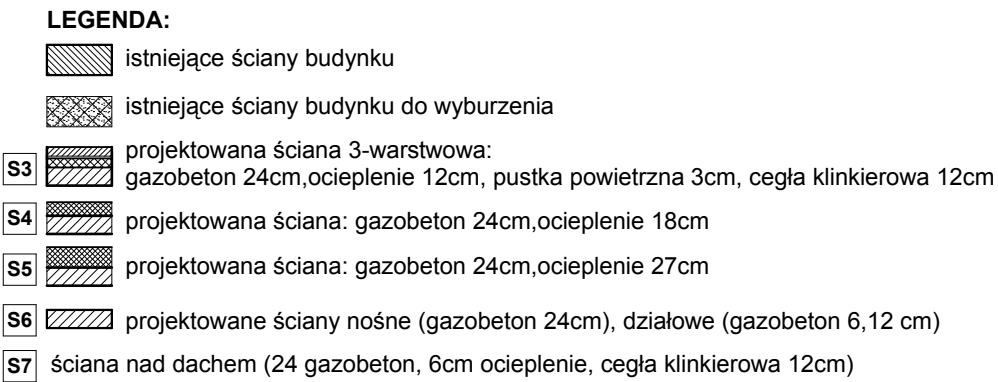 LEGENDA:
istniejące ściany budynku
istniejące ściany budynku do wyburzenia
S3 projektowana ściana 3-warstwowa:
gazobeton 24cm,ocieplenie 12cm, pustka powietrzna 3cm, cegła klinkierowa 12cm
S4 projektowana ściana: gazobeton 24cm,ocieplenie 18cm
S5 projektowana ściana: gazobeton 24cm,ocieplenie 27cm
S6 projektowane ściany nośne (gazobeton 24cm), działowe (gazobeton 6,12 cm)
S7 ściana nad dachem (24 gazobeton, 6cm ocieplenie, cegła klinkierowa 12cm)